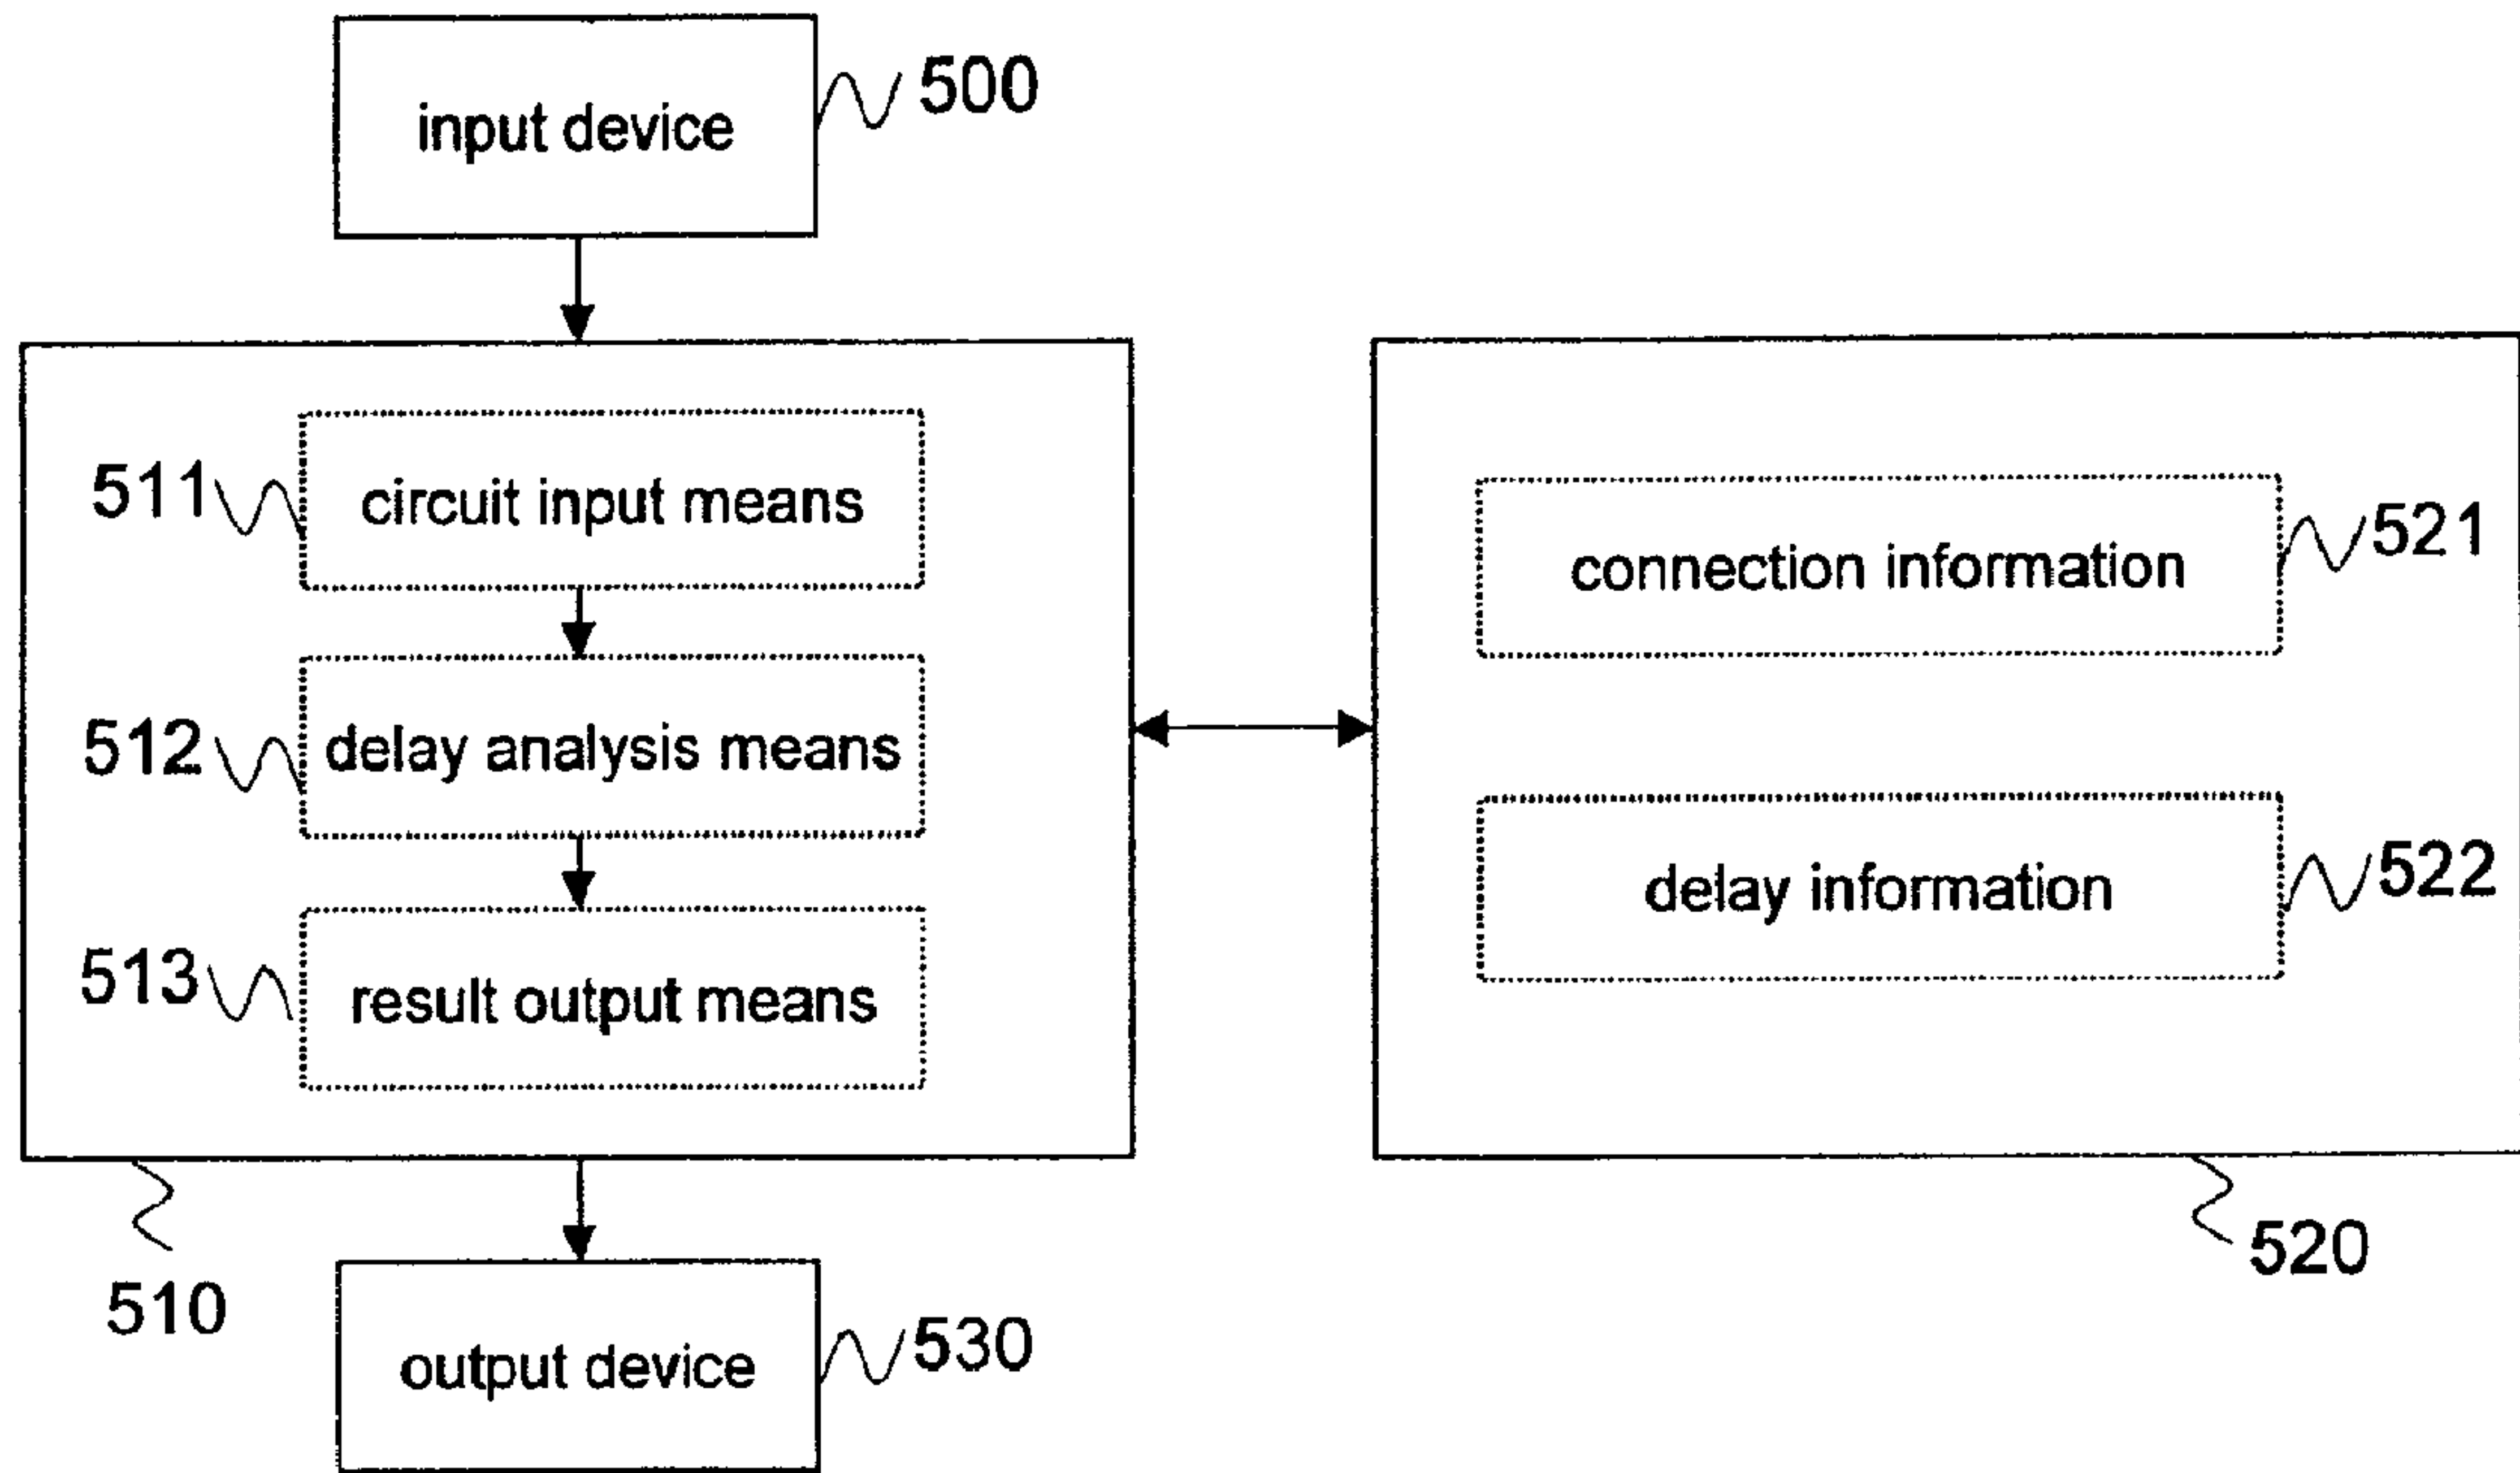 input device
500
511
circuit input means
512
delay analysis means
513
result output means
510
connection information
521
delay information
522
520
output device
530